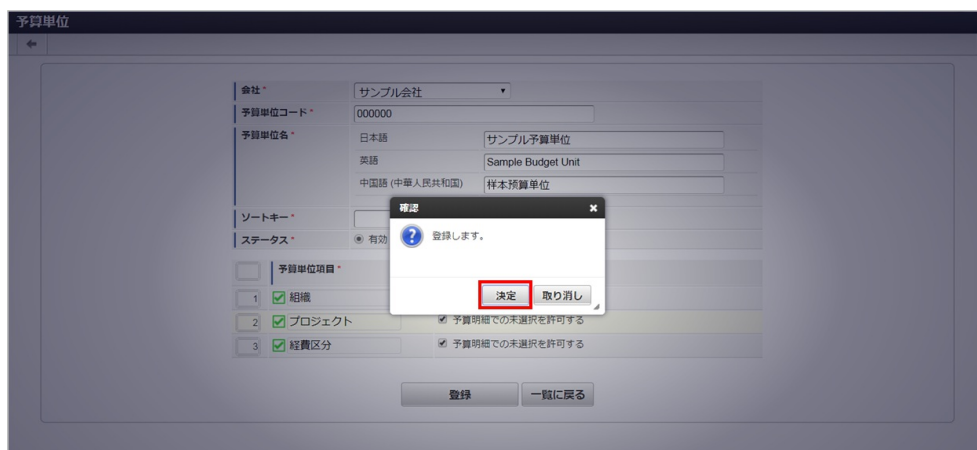 予算単位
会社*
サンプル会社
予算単位コード*
000000
予算単位名*
日本語
サンプル予算単位
英語
Sample Budget Unit
中国語 (中華人民共和国)
样本预算单位
ソートキー*
ステータス*
有効
確認
登録します。
決定
取り消し
予算単位項目*
1 組織
2 プロジェクト 予算明細での未選択を許可する
3 経費区分 予算明細での未選択を許可する
登録
一覧に戻る